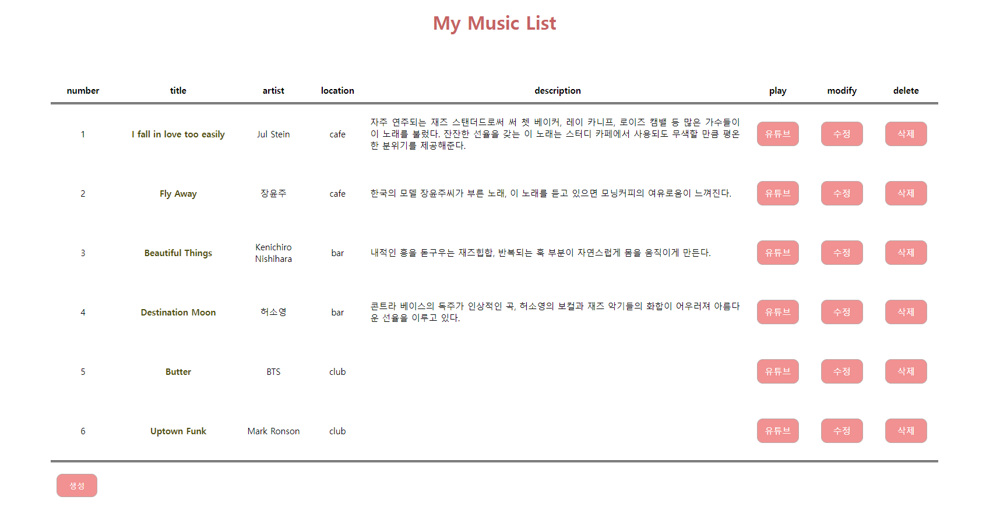 My Music List
number title artist location description play modify delete
1 I fall in love too easily Jul Stein cafe 자주 연주되는 재즈 스탠더드로써 써 쳇 베이커, 레이 카니프, 로이즈 캠밸 등 많은 가수들이
이 노래를 불렀다. 잔잔한 선율을 갖는 이 노래는 스터디 카페에서 사용되도 무색할 만큼 평온
한 분위기를 제공해준다. 유튜브 수정 삭제
2 Fly Away 장윤주 cafe 한국의 모델 장윤주씨가 부른 노래, 이 노래를 듣고 있으면 모닝커피의 여유로움이 느껴진다. 유튜브 수정 삭제
3 Beautiful Things Kenichiro
Nishihara bar 내적인 흥을 돋구우는 재즈힙합, 반복되는 훅 부분이 자연스럽게 몸을 움직이게 만든다. 유튜브 수정 삭제
4 Destination Moon 허소영 bar 콘트라 베이스의 독주가 인상적인 곡, 허소영의 보컬과 재즈 악기들의 화합이 어우러져 아름다
운 선율을 이루고 있다. 유튜브 수정 삭제
5 Butter BTS club 유튜브 수정 삭제
6 Uptown Funk Mark Ronson club 유튜브 수정 삭제
생성